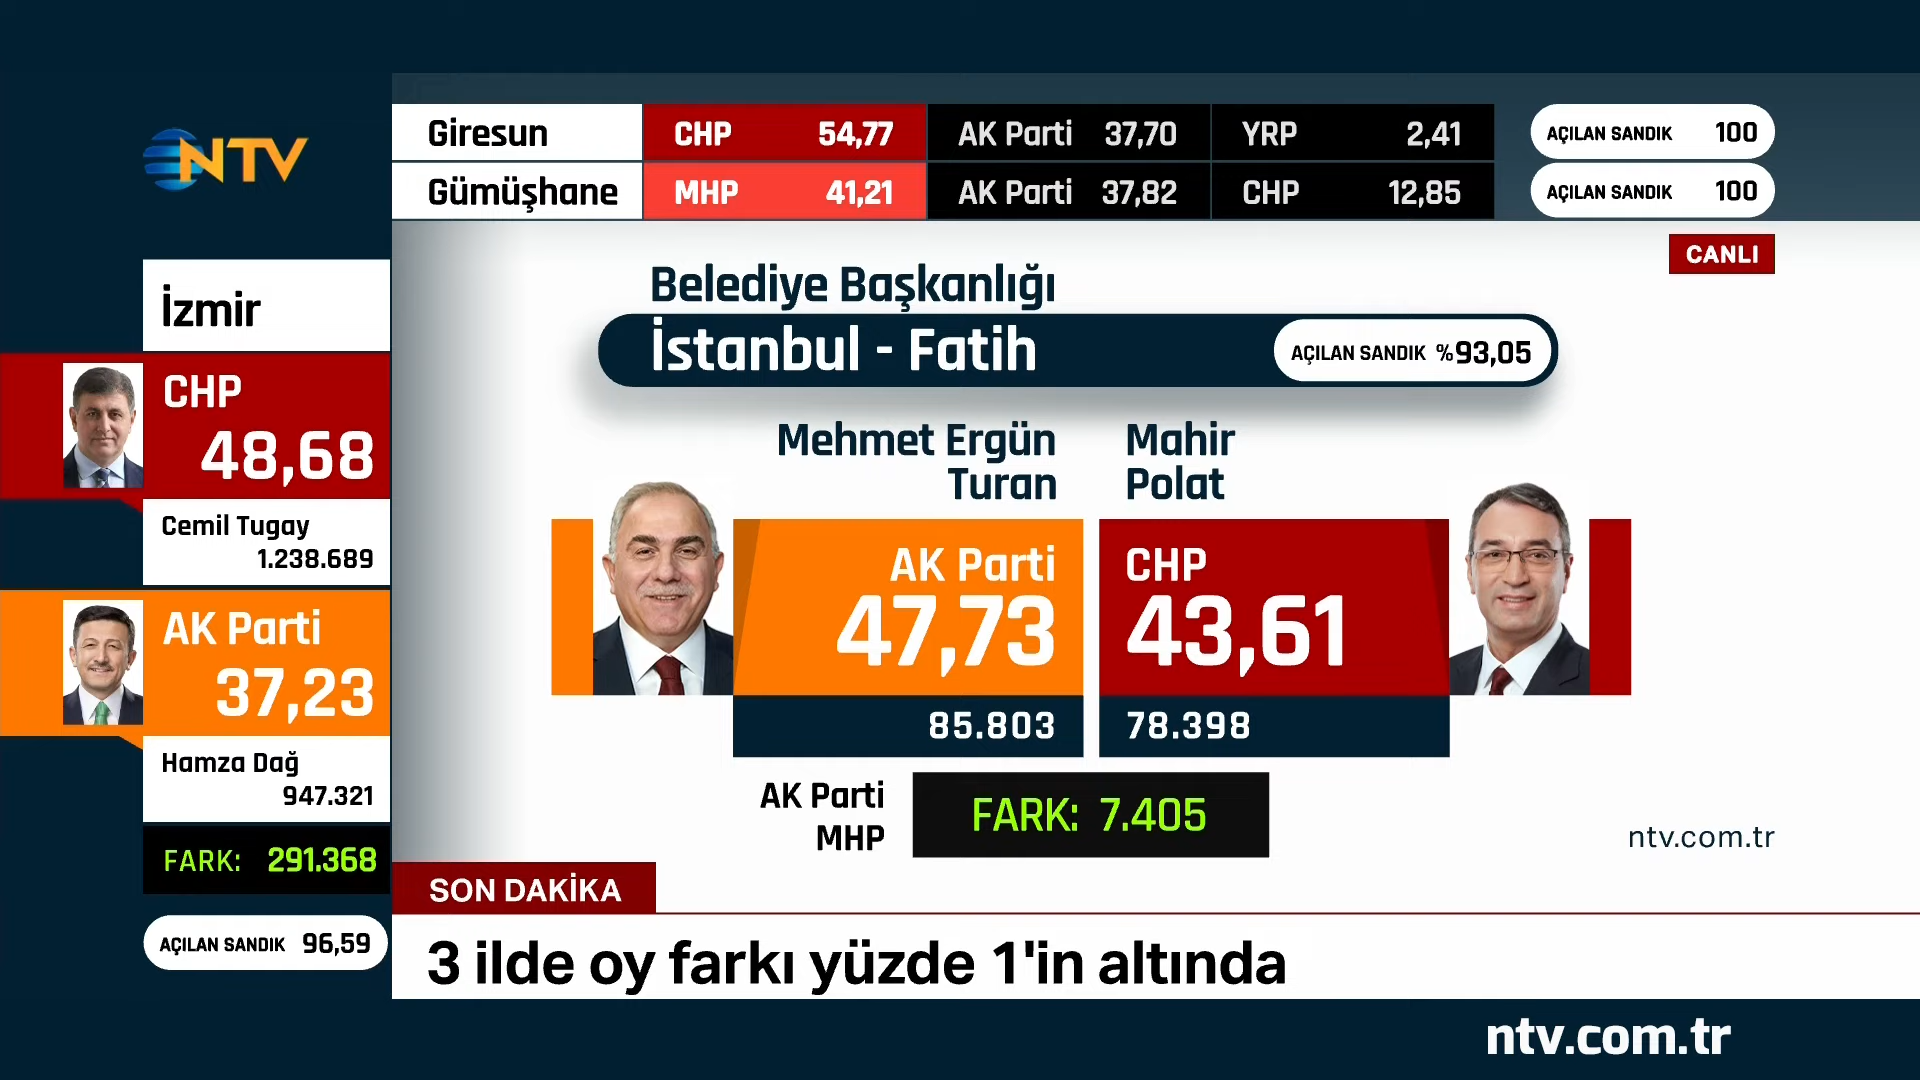 NTV
Giresun CHP 54,77 AK Parti 37,70 YRP 2,41 AÇILAN SANDIK 100
Gümüşhane MHP 41,21 AK Parti 37,82 CHP 12,85 AÇILAN SANDIK 100
CANLI
İzmir
CHP
48,68
Cemil Tugay
1.238.689
AK Parti
37,23
Hamza Dağ
947.321
FARK: 291.368
AÇILAN SANDIK 96,59
Belediye Başkanlığı
İstanbul - Fatih AÇILAN SANDIK %93,05
Mehmet Ergün
Turan
AK Parti
47,73
85.803
Mahir
Polat
CHP
43,61
78.398
AK Parti
MHP
FARK: 7.405
ntv.com.tr
SON DAKİKA
3 ilde oy farkı yüzde 1'in altında
ntv.com.tr